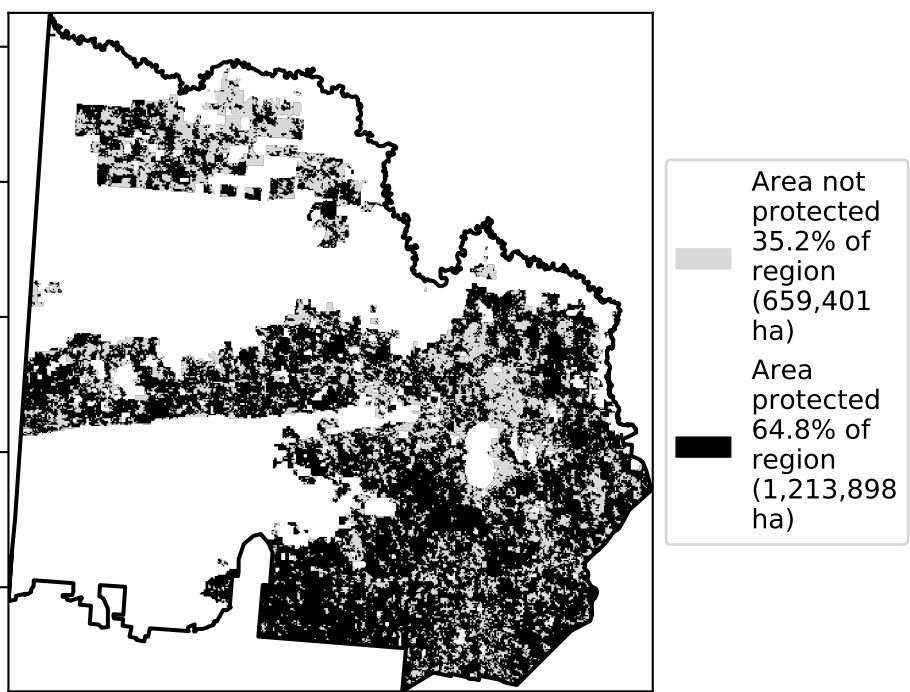 Area not
protected
35.2% of
region
(659,401
ha)
Area
protected
64.8% of
region
(1,213,898
ha)